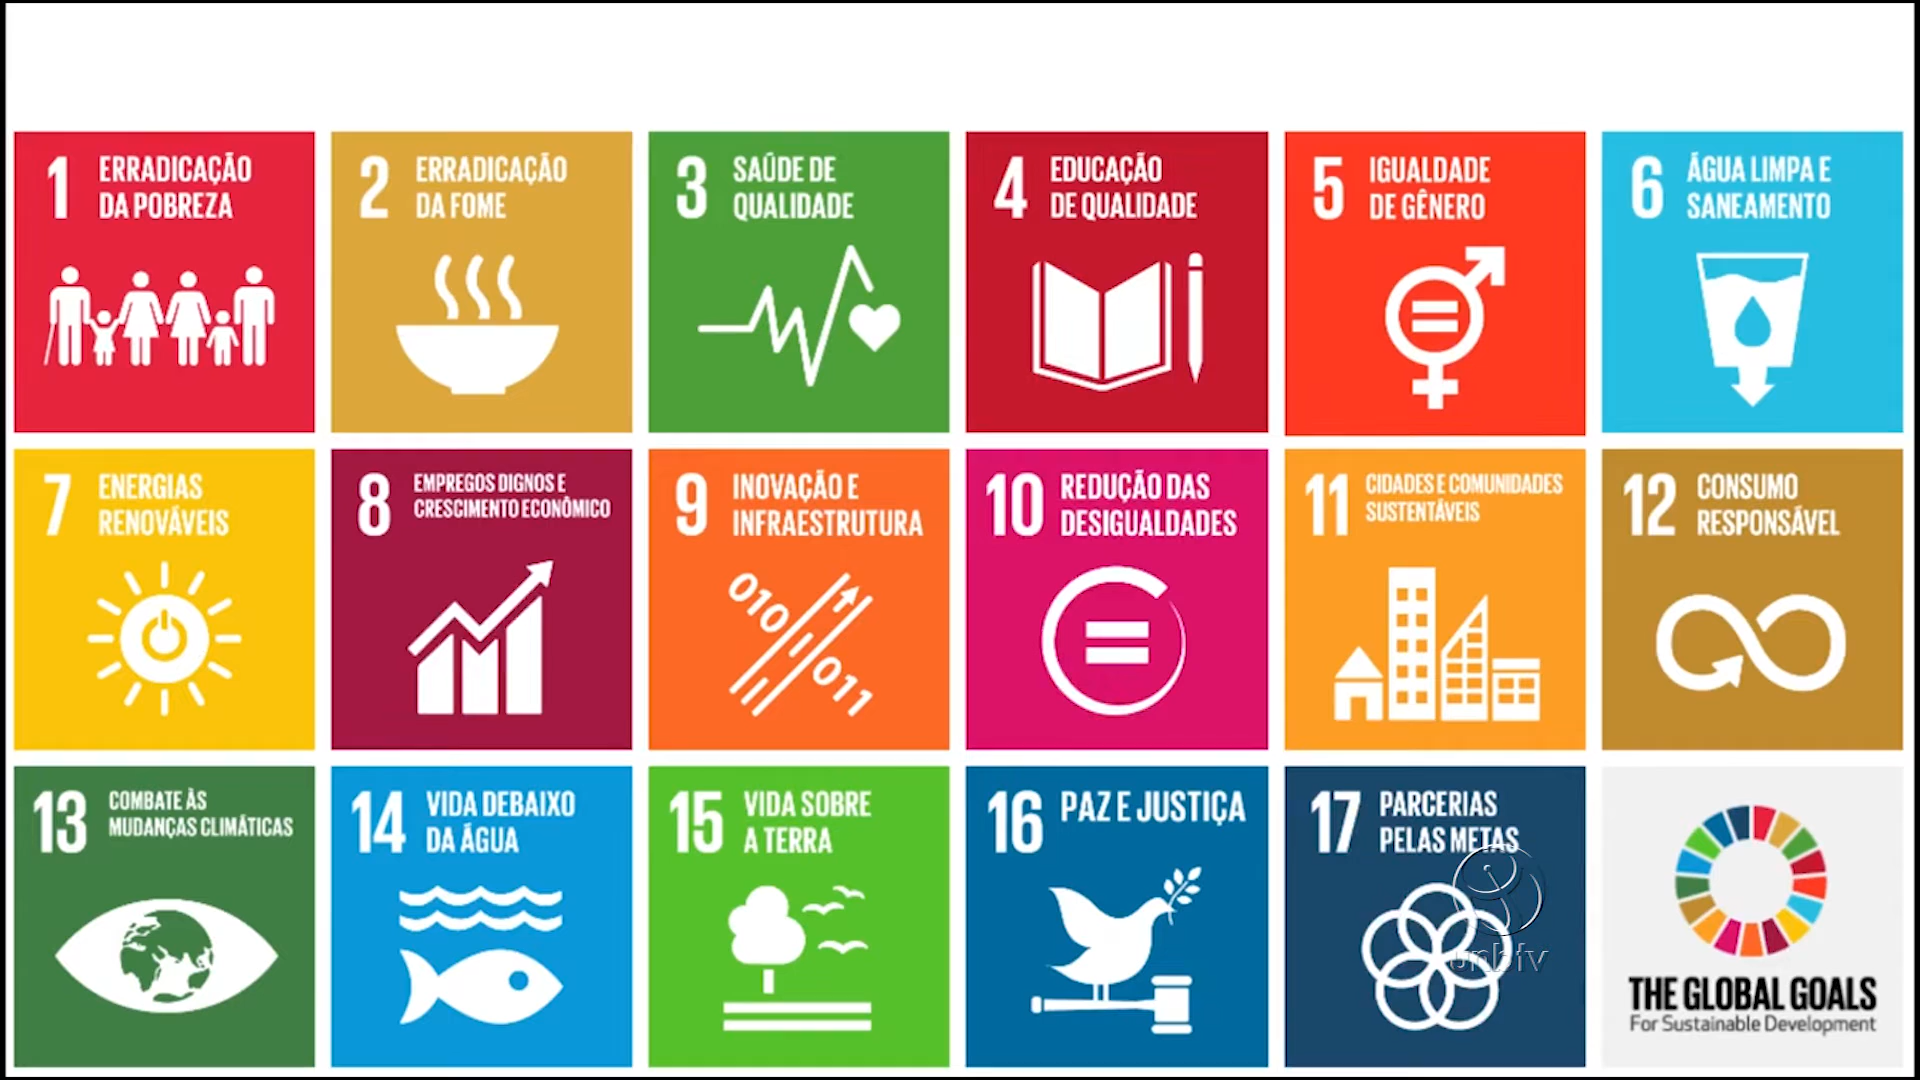 1 ERRADICAÇÃO
DA POBREZA
2 ERRADICAÇÃO
DA FOME
3 SAÚDE DE
QUALIDADE
4 EDUCAÇÃO
DE QUALIDADE
5 IGUALDADE
DE GÊNERO
6 ÁGUA LIMPA E
SANEAMENTO
7 ENERGIAS
RENOVÁVEIS
8 EMPREGOS DIGNOS E
CRESCIMENTO ECONÔMICO
9 INOVAÇÃO E
INFRAESTRUTURA
010
011
10 REDUÇÃO DAS
DESIGUALDADES
11 CIDADES E COMUNIDADES
SUSTENTÁVEIS
12 CONSUMO
RESPONSÁVEL
13 COMBATE ÀS
MUDANÇAS CLIMÁTICAS
14 VIDA DEBAIXO
DA ÁGUA
15 VIDA SOBRE
A TERRA
16 PAZ E JUSTIÇA
17 PARCERIAS
PELAS METAS
unbtv
THE GLOBAL GOALS
For Sustainable Development